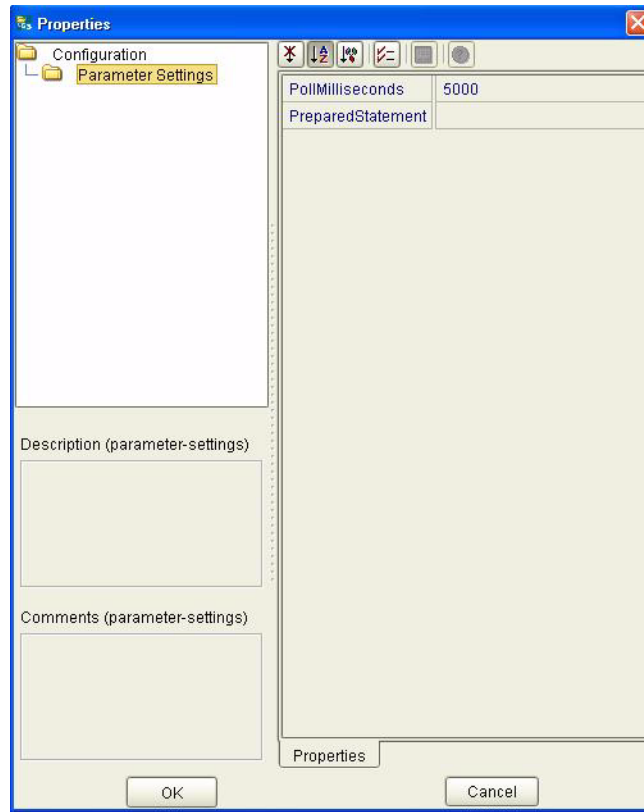 Properties
Configuration
Parameter Settings
PollMilliseconds 5000
PreparedStatement
Description (parameter-settings)
Comments (parameter-settings)
Properties
OK Cancel